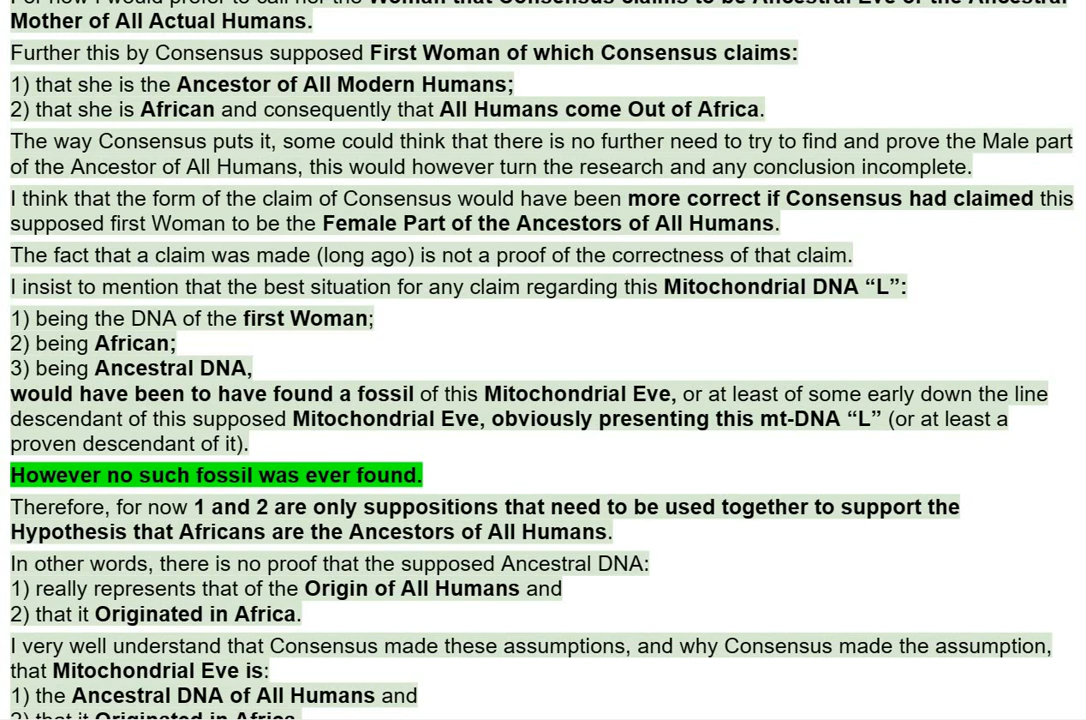 Mother of All Actual Humans.
Further this by Consensus supposed First Woman of which Consensus claims:
1) that she is the Ancestor of All Modern Humans;
2) that she is African and consequently that All Humans come Out of Africa.
The way Consensus puts it, some could think that there is no further need to try to find and prove the Male part
of the Ancestor of All Humans, this would however turn the research and any conclusion incomplete.
I think that the form of the claim of Consensus would have been more correct if Consensus had claimed this
supposed first Woman to be the Female Part of the Ancestors of All Humans.
The fact that a claim was made (long ago) is not a proof of the correctness of that claim.
I insist to mention that the best situation for any claim regarding this Mitochondrial DNA “L”:
1) being the DNA of the first Woman;
2) being African;
3) being Ancestral DNA,
would have been to have found a fossil of this Mitochondrial Eve, or at least of some early down the line
descendant of this supposed Mitochondrial Eve, obviously presenting this mt-DNA “L” (or at least a
proven descendant of it).
However no such fossil was ever found.
Therefore, for now 1 and 2 are only suppositions that need to be used together to support the
Hypothesis that Africans are the Ancestors of All Humans.
In other words, there is no proof that the supposed Ancestral DNA:
1) really represents that of the Origin of All Humans and
2) that it Originated in Africa.
I very well understand that Consensus made these assumptions, and why Consensus made the assumption,
that Mitochondrial Eve is:
1) the Ancestral DNA of All Humans and
2) that it Originated in Africa.